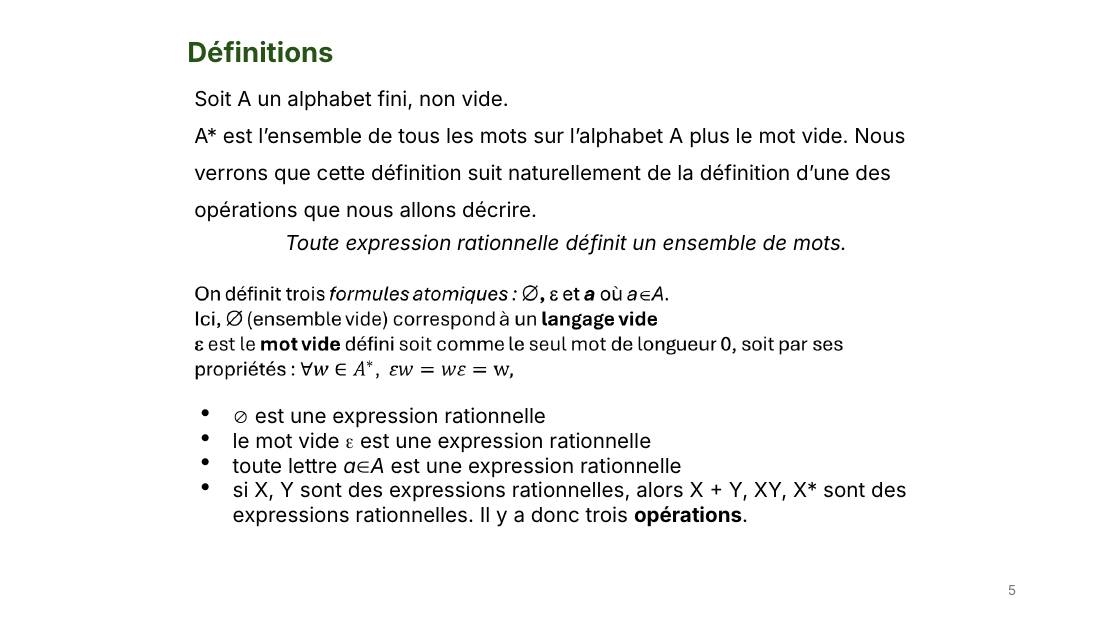 Définitions
Soit A un alphabet fini, non vide.
A* est l’ensemble de tous les mots sur l’alphabet A plus le mot vide. Nous
verrons que cette définition suit naturellement de la définition d’une des
opérations que nous allons décrire.
Toute expression rationnelle définit un ensemble de mots.
On définit trois formules atomiques : ∅, ε et a où a∈A.
Ici, ∅ (ensemble vide) correspond à un langage vide
ε est le mot vide défini soit comme le seul mot de longueur 0, soit par ses
propriétés : ∀w ∈ A*, εw = wε = w,
• ∅ est une expression rationnelle
• le mot vide ε est une expression rationnelle
• toute lettre a∈A est une expression rationnelle
• si X, Y sont des expressions rationnelles, alors X + Y, XY, X* sont des
expressions rationnelles. Il y a donc trois opérations.
5